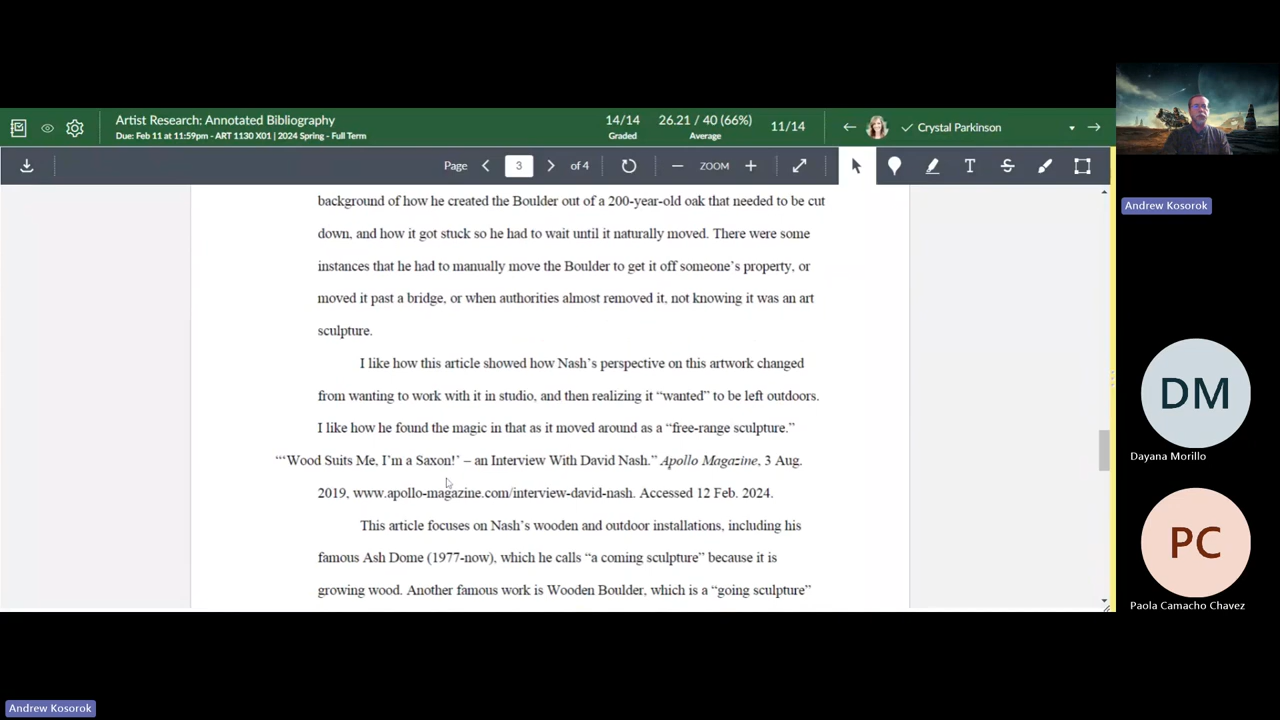 Artist Research: Annotated Bibliography
Due: Feb 11 at 11:59pm - ART 1130 X01 | 2024 Spring - Full Term
14/14
Graded
26.21 / 40 (66%)
Average
11/14
Crystal Parkinson
Page 3 of 4
ZOOM
background of how he created the Boulder out of a 200-year-old oak that needed to be cut
down, and how it got stuck so he had to wait until it naturally moved. There were some
instances that he had to manually move the Boulder to get it off someone’s property, or
moved it past a bridge, or when authorities almost removed it, not knowing it was an art
sculpture.
I like how this article showed how Nash’s perspective on this artwork changed
from wanting to work with it in studio, and then realizing it “wanted” to be left outdoors.
I like how he found the magic in that as it moved around as a “free-range sculpture.”
“‘Wood Suits Me, I’m a Saxon!’ – an Interview With David Nash.” Apollo Magazine, 3 Aug.
2019, www.apollo-magazine.com/interview-david-nash. Accessed 12 Feb. 2024.
This article focuses on Nash’s wooden and outdoor installations, including his
famous Ash Dome (1977-now), which he calls “a coming sculpture” because it is
growing wood. Another famous work is Wooden Boulder, which is a “going sculpture”
Andrew Kosorok
DM
Dayana Morillo
PC
Paola Camacho Chavez
Andrew Kosorok